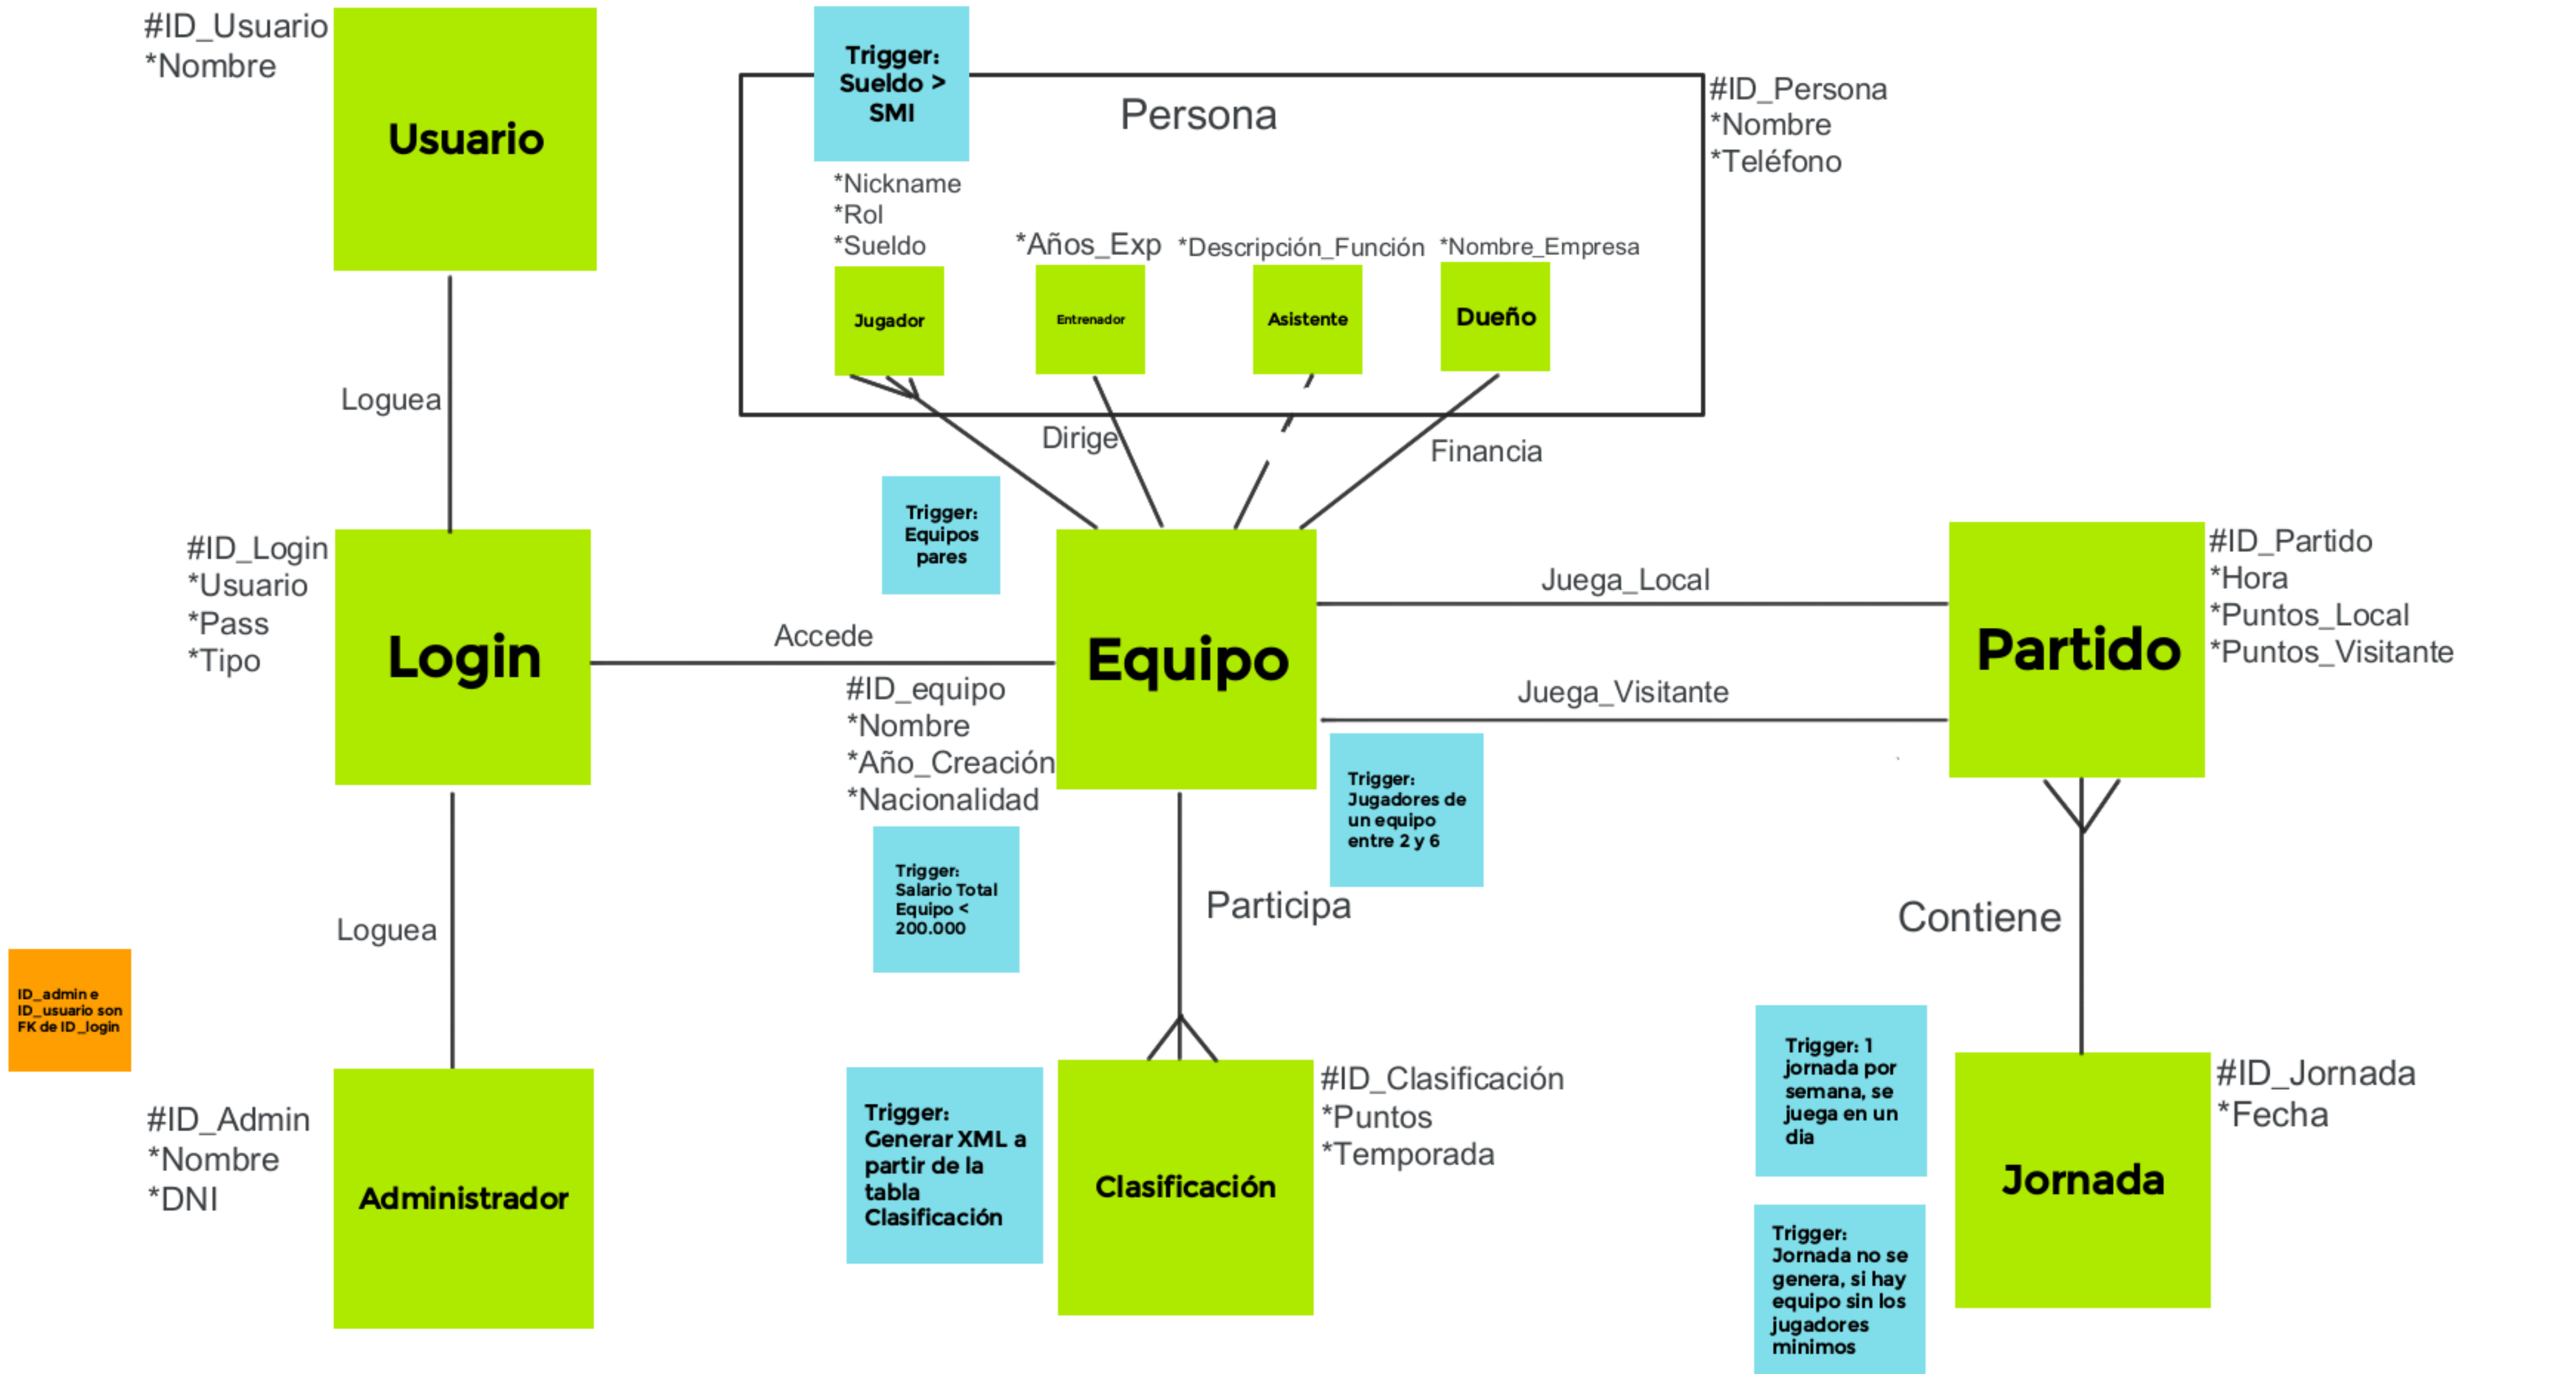 #ID_Usuario
*Nombre
Usuario
Trigger:
Sueldo >
SMI
Persona
#ID_Persona
*Nombre
*Teléfono
*Nickname
*Rol
*Sueldo
*Años_Exp
*Descripción_Función
*Nombre_Empresa
Jugador
Entrenador
Asistente
Dueño
Loguea
Dirige
Financia
Trigger:
Equipos
pares
#ID_Login
*Usuario
*Pass
*Tipo
Login
Accede
#ID_equipo
*Nombre
*Año_Creación
*Nacionalidad
Equipo
Juega_Local
Juega_Visitante
Partido
#ID_Partido
*Hora
*Puntos_Local
*Puntos_Visitante
Trigger:
Jugadores de
un equipo
entre 2 y 6
Trigger:
Salario Total
Equipo <
200.000
Participa
Contiene
Loguea
ID_admin e
ID_usuario son
FK de ID_login
#ID_Admin
*Nombre
*DNI
Administrador
Trigger:
Generar XML a
partir de la
tabla
Clasificación
Clasificación
#ID_Clasificación
*Puntos
*Temporada
Trigger: 1
jornada por
semana, se
juega en un
dia
Trigger:
Jornada no se
genera, si hay
equipo sin los
jugadores
minimos
Jornada
#ID_Jornada
*Fecha